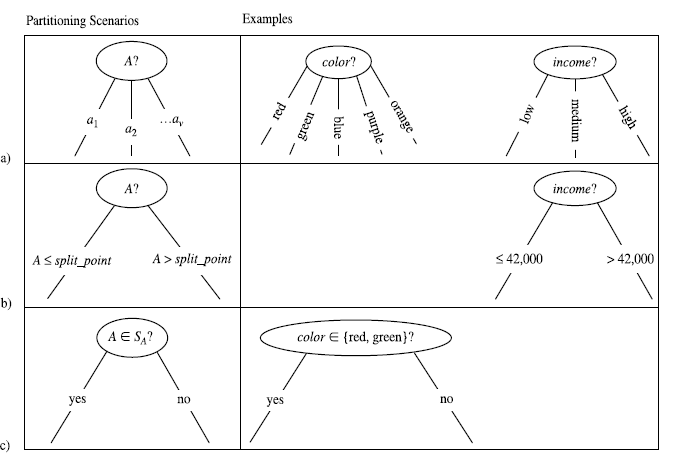 Partitioning Scenarios Examples
A? color? income?
a₁ a₂ …aᵥ red green blue purple orange low medium high
a)
A? income?
A ≤ split_point A > split_point ≤ 42,000 > 42,000
b)
A ∈ S_A? color ∈ {red, green}?
yes no yes no
c)